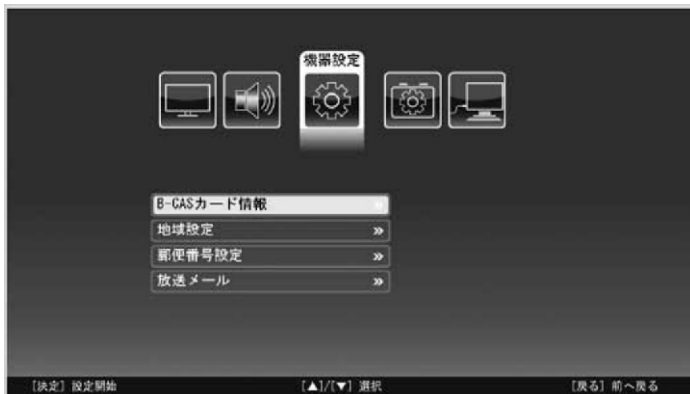 機器設定
B-CASカード情報
地域設定 »
郵便番号設定 »
放送メール »
[決定] 設定開始 [▲]/[▼] 選択 [戻る] 前へ戻る